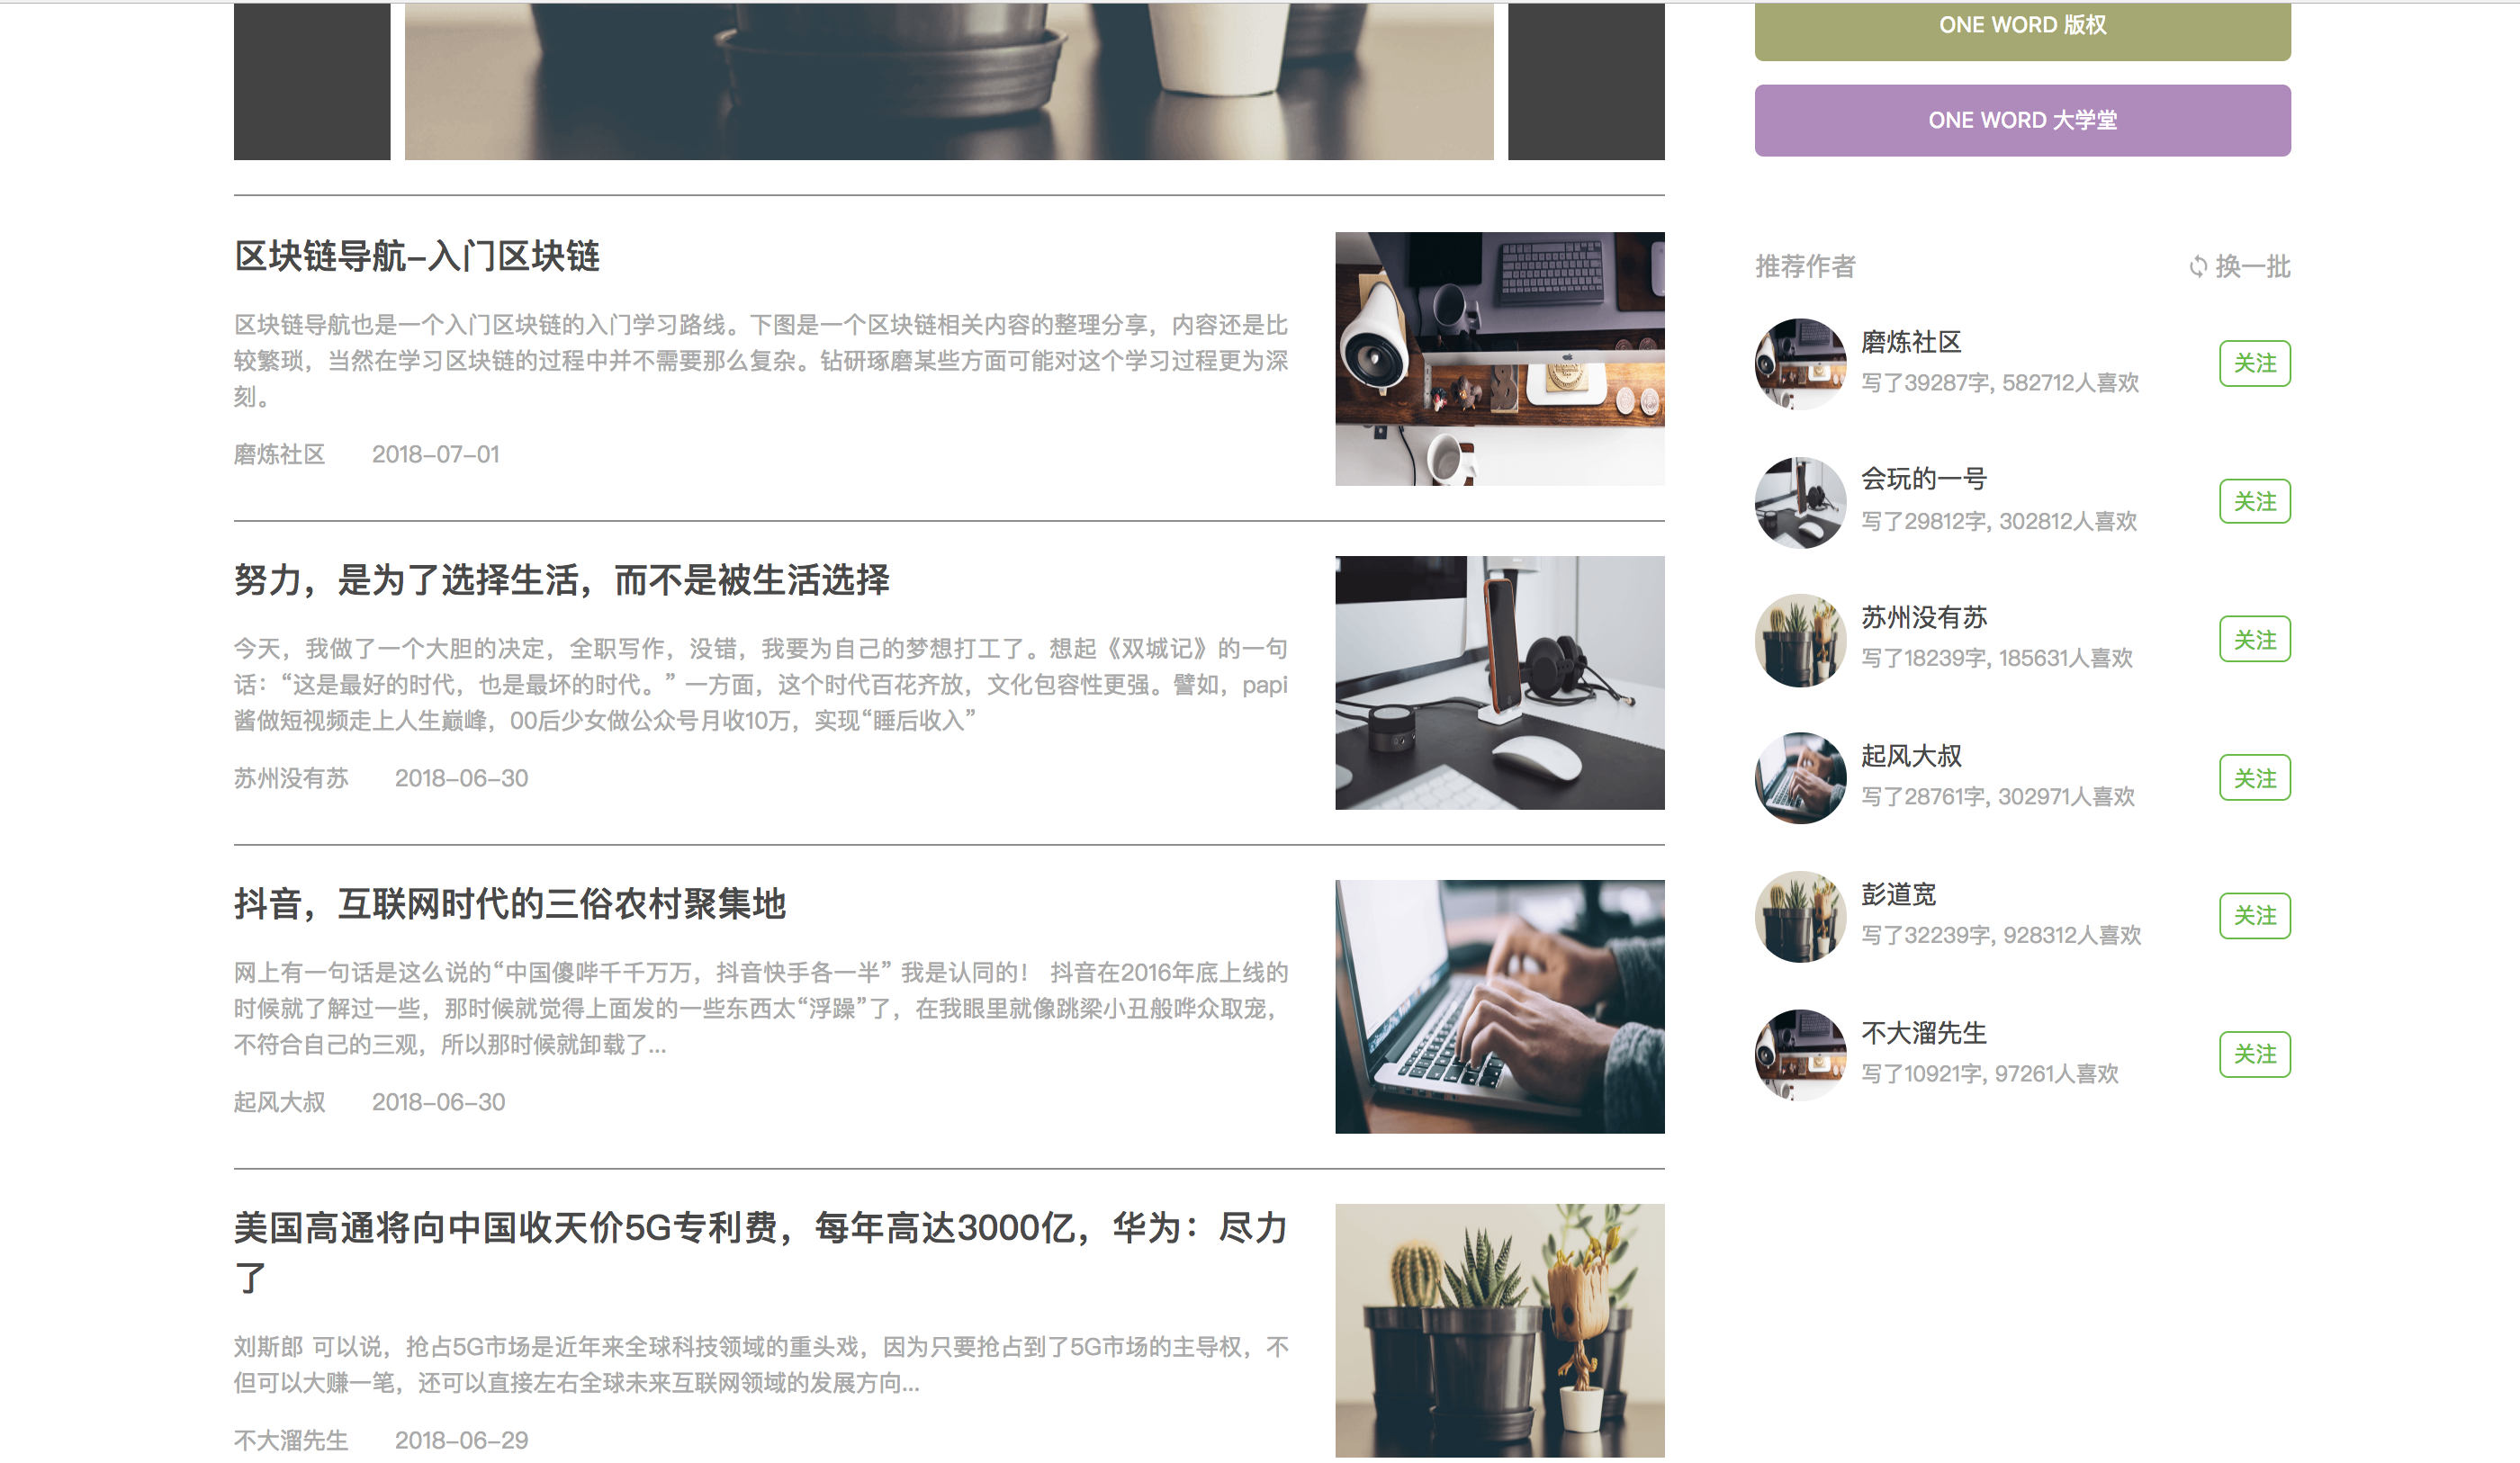 区块链导航-入门区块链
区块链导航也是一个入门区块链的入门学习路线。下图是一个区块链相关内容的整理分享，内容还是比
较繁琐，当然在学习区块链的过程中并不需要那么复杂。钻研琢磨某些方面可能对这个学习过程更为深
刻。
磨炼社区 2018-07-01
努力，是为了选择生活，而不是被生活选择
今天，我做了一个大胆的决定，全职写作，没错，我要为自己的梦想打工了。想起《双城记》的一句
话：“这是最好的时代，也是最坏的时代。” 一方面，这个时代百花齐放，文化包容性更强。譬如，papi
酱做短视频走上人生巅峰，00后少女做公众号月收10万，实现“睡后收入”
苏州没有苏 2018-06-30
抖音，互联网时代的三俗农村聚集地
网上有一句话是这么说的“中国傻哔千千万万，抖音快手各一半” 我是认同的！ 抖音在2016年底上线的
时候就了解过一些，那时候就觉得上面发的一些东西太“浮躁”了，在我眼里就像跳梁小丑般哗众取宠，
不符合自己的三观，所以那时候就卸载了...
起风大叔 2018-06-30
美国高通将向中国收天价5G专利费，每年高达3000亿，华为：尽力
了
刘斯郎 可以说，抢占5G市场是近年来全球科技领域的重头戏，因为只要抢占到了5G市场的主导权，不
但可以大赚一笔，还可以直接左右全球未来互联网领域的发展方向...
不大溜先生 2018-06-29
ONE WORD 版权
ONE WORD 大学堂
推荐作者 换一批
磨炼社区
写了39287字, 582712人喜欢
关注
会玩的一号
写了29812字, 302812人喜欢
关注
苏州没有苏
写了18239字, 185631人喜欢
关注
起风大叔
写了28761字, 302971人喜欢
关注
彭道宽
写了32239字, 928312人喜欢
关注
不大溜先生
写了10921字, 97261人喜欢
关注